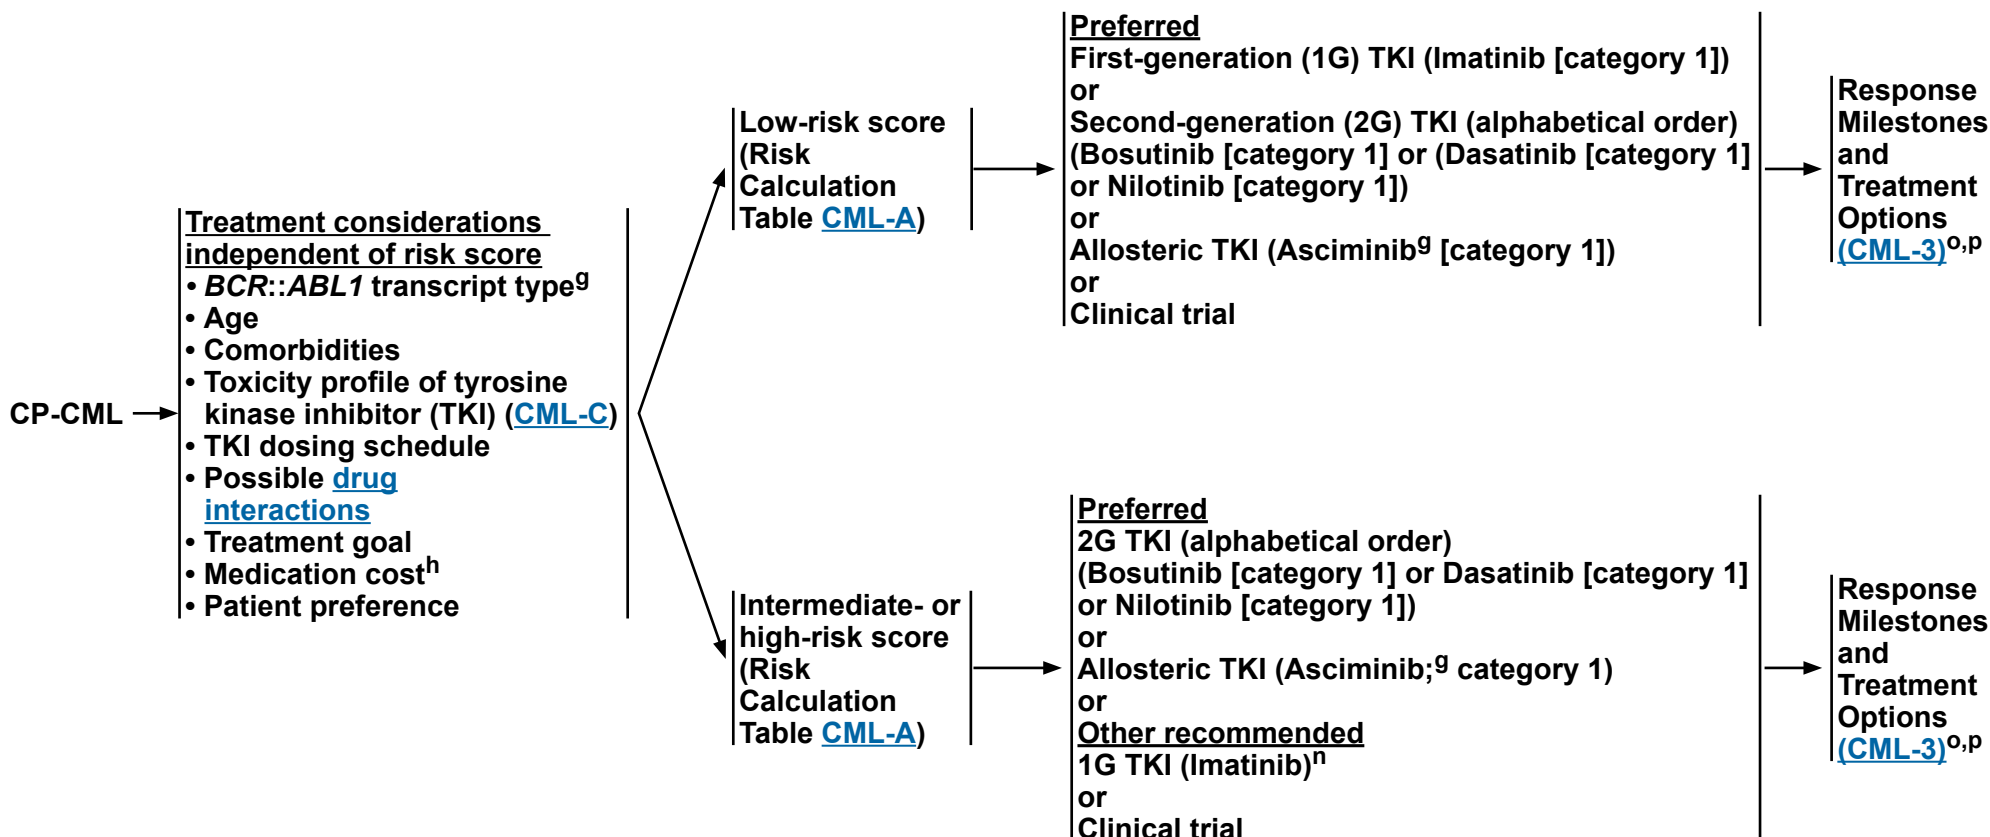 CP-CML
Treatment considerations
independent of risk score
• BCR::ABL1 transcript typeg
• Age
• Comorbidities
• Toxicity profile of tyrosine
kinase inhibitor (TKI) (CML-C)
• TKI dosing schedule
• Possible drug
interactions
• Treatment goal
• Medication costh
• Patient preference
Low-risk score
(Risk
Calculation
Table CML-A)
Preferred
First-generation (1G) TKI (Imatinib [category 1])
or
Second-generation (2G) TKI (alphabetical order)
(Bosutinib [category 1] or (Dasatinib [category 1]
or Nilotinib [category 1])
or
Allosteric TKI (Asciminibg [category 1])
or
Clinical trial
Response
Milestones
and
Treatment
Options
(CML-3)o,p
Intermediate- or
high-risk score
(Risk
Calculation
Table CML-A)
Preferred
2G TKI (alphabetical order)
(Bosutinib [category 1] or Dasatinib [category 1]
or Nilotinib [category 1])
or
Allosteric TKI (Asciminib;g category 1)
or
Other recommended
1G TKI (Imatinib)n
or
Clinical trial
Response
Milestones
and
Treatment
Options
(CML-3)o,p